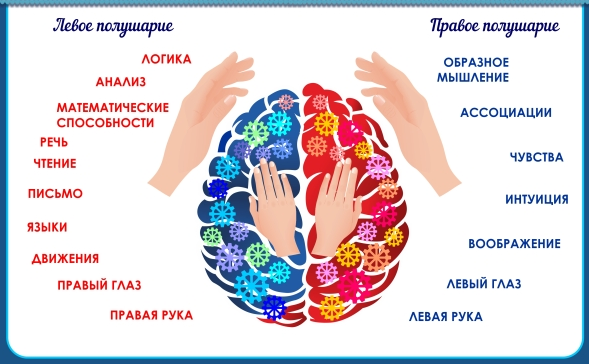 Левое полушарие
ЛОГИКА
АНАЛИЗ
МАТЕМАТИЧЕСКИЕ
СПОСОБНОСТИ
РЕЧЬ
ЧТЕНИЕ
ПИСЬМО
ЯЗЫКИ
ДВИЖЕНИЯ
ПРАВЫЙ ГЛАЗ
ПРАВАЯ РУКА
Правое полушарие
ОБРАЗНОЕ
МЫШЛЕНИЕ
АССОЦИАЦИИ
ЧУВСТВА
ИНТУИЦИЯ
ВООБРАЖЕНИЕ
ЛЕВЫЙ ГЛАЗ
ЛЕВАЯ РУКА